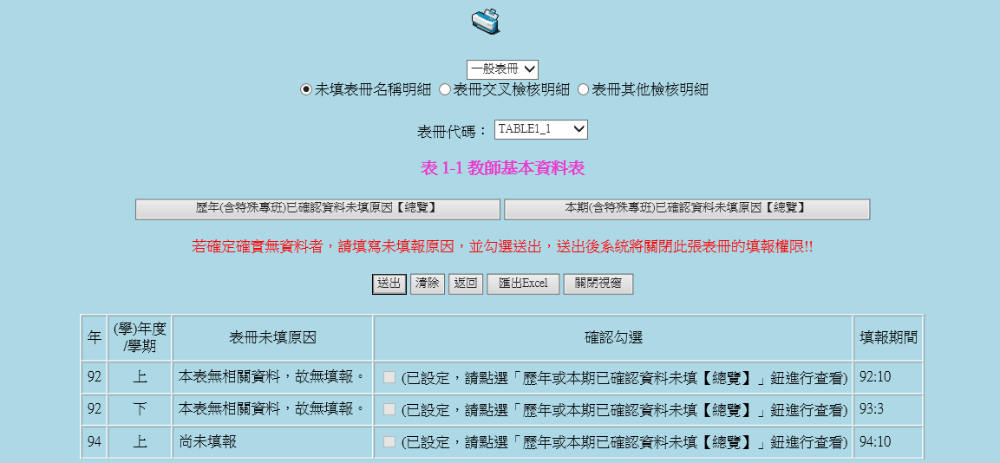 一般表冊
未填表冊名稱明細 表冊交叉檢核明細 表冊其他檢核明細
表冊代碼： TABLE1_1
表 1-1 教師基本資料表
歷年(含特殊專班)已確認資料未填原因【總覽】 本期(含特殊專班)已確認資料未填原因【總覽】
若確定確實無資料者，請填寫未填報原因，並勾選送出，送出後系統將關閉此張表冊的填報權限!!
送出 清除 返回 匯出Excel 關閉視窗
年 (學)年度/學期 表冊未填原因 確認勾選 填報期間
92 上 本表無相關資料，故無填報。 (已設定，請點選「歷年或本期已確認資料未填【總覽】」鈕進行查看) 92:10
92 下 本表無相關資料，故無填報。 (已設定，請點選「歷年或本期已確認資料未填【總覽】」鈕進行查看) 93:3
94 上 尚未填報 (已設定，請點選「歷年或本期已確認資料未填【總覽】」鈕進行查看) 94:10